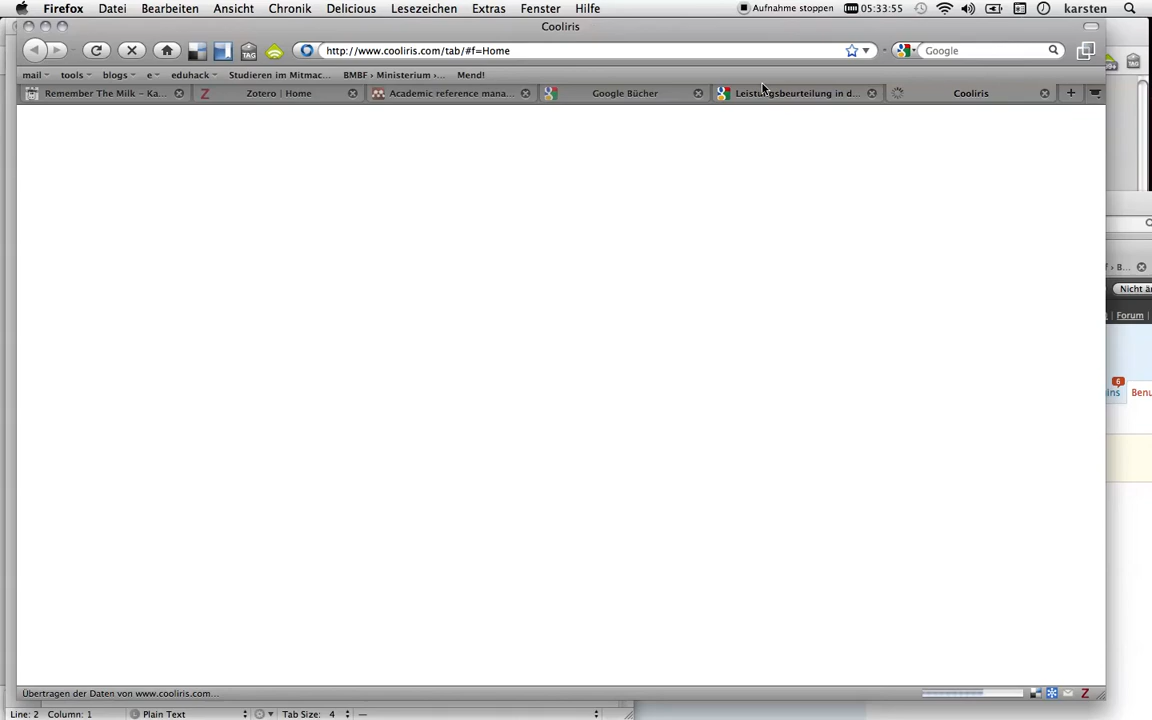 Firefox Datei Bearbeiten Ansicht Chronik Delicious Lesezeichen Extras Fenster Hilfe Aufnahme stoppen 05:33:55 karsten
Cooliris
TAG http://www.cooliris.com/tab/#f=Home Google
mail tools blogs e eduhack Studieren im Mitmac... BMBF › Ministerium ›... Mend!
Remember The Milk – Ka... Z Zotero | Home Academic reference mana... Google Bücher Leistungsbeurteilung in d... Cooliris
f › B...
Nicht ä
Forum
6
ins Benu
Übertragen der Daten von www.cooliris.com... Z
Line: 2 Column: 1 Plain Text Tab Size: 4 —